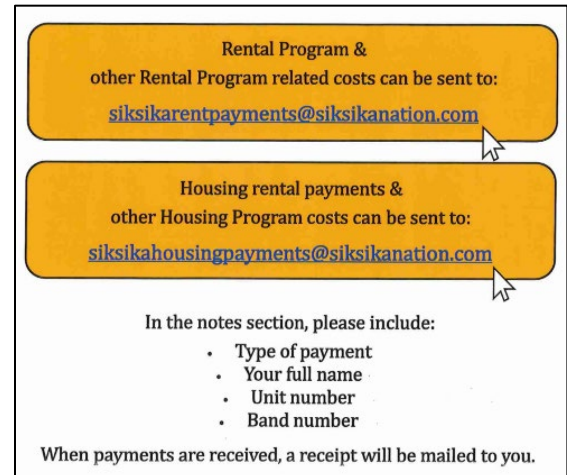 Rental Program &
other Rental Program related costs can be sent to:
siksikarentpayments@siksikanation.com
Housing rental payments &
other Housing Program costs can be sent to:
siksikahousingpayments@siksikanation.com
In the notes section, please include:
• Type of payment
• Your full name
• Unit number
• Band number
When payments are received, a receipt will be mailed to you.